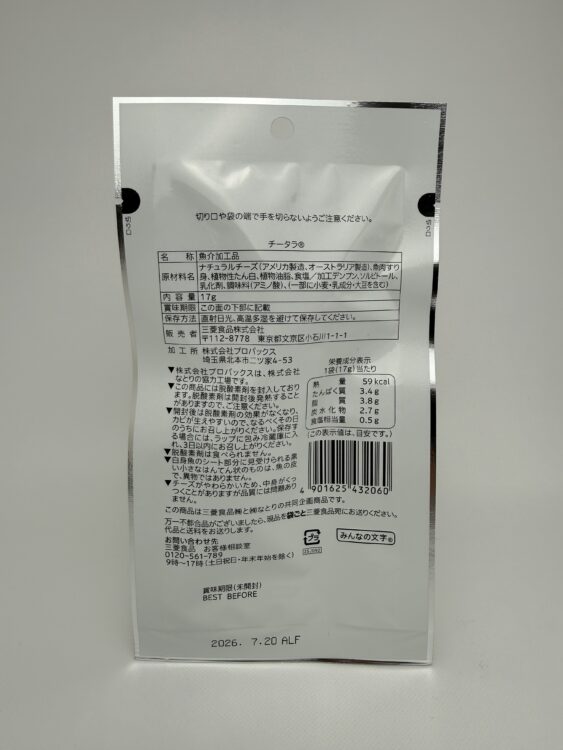 切り口や袋の端で手を切らないようご注意ください。
切り口
切り口
チータラ®
名 称 魚介加工品
原材料名 ナチュラルチーズ(アメリカ製造、オーストラリア製造)、魚肉すり
身、植物性たん白、植物油脂、食塩/加工デンプン、ソルビトール、
乳化剤、調味料(アミノ酸)、(一部に小麦・乳成分・大豆を含む)
内 容 量 17g
賞味期限 この面の下部に記載
保存方法 直射日光、高温多湿を避けて保存してください。
販 売 者 三菱食品株式会社
〒112-8778 東京都文京区小石川1-1-1
加 工 所 株式会社プロパックス
埼玉県北本市二ツ家4-53
▼株式会社プロパックスは、株式会社
なとりの協力工場です。
▼この商品には脱酸素剤を封入しており
ます。脱酸素剤は開封後発熱すること
がありますので、ご注意ください。
▼開封後は脱酸素剤の効果がなくなり、
カビが生えやすいので、なるべくその日
のうちにお召し上がりください。保存す
る場合には、ラップに包み冷蔵庫に入
れ、3日以内にお召し上がりください。
▼脱酸素剤は食べられません。
▼白身魚のシート部分に見受けられる黒
い小さなはんてん状のものは、魚の皮
で、異物ではありません。
▼チーズがやわらかいため、中身がくっ
つくことがありますが品質には問題あり
ません。
栄養成分表示
1袋(17g)当たり
熱 量 59kcal
たんぱく質 3.4g
脂 質 3.8g
炭水化物 2.7g
食塩相当量 0.5g
(この表示値は、目安です。)
4 901625 432060
この商品は三菱食品㈱と㈱なとりの共同企画商品です。
万一不都合品がございましたら、現品を袋ごと三菱食品宛にお送りください。
代品と送料をお送りします。
お問い合わせ先
三菱食品 お客様相談室
0120-561-789
9時〜17時(土日祝日・年末年始を除く)
プラ
みんなの文字®
賞味期限(未開封)
BEST BEFORE
2026. 7.20 ALF